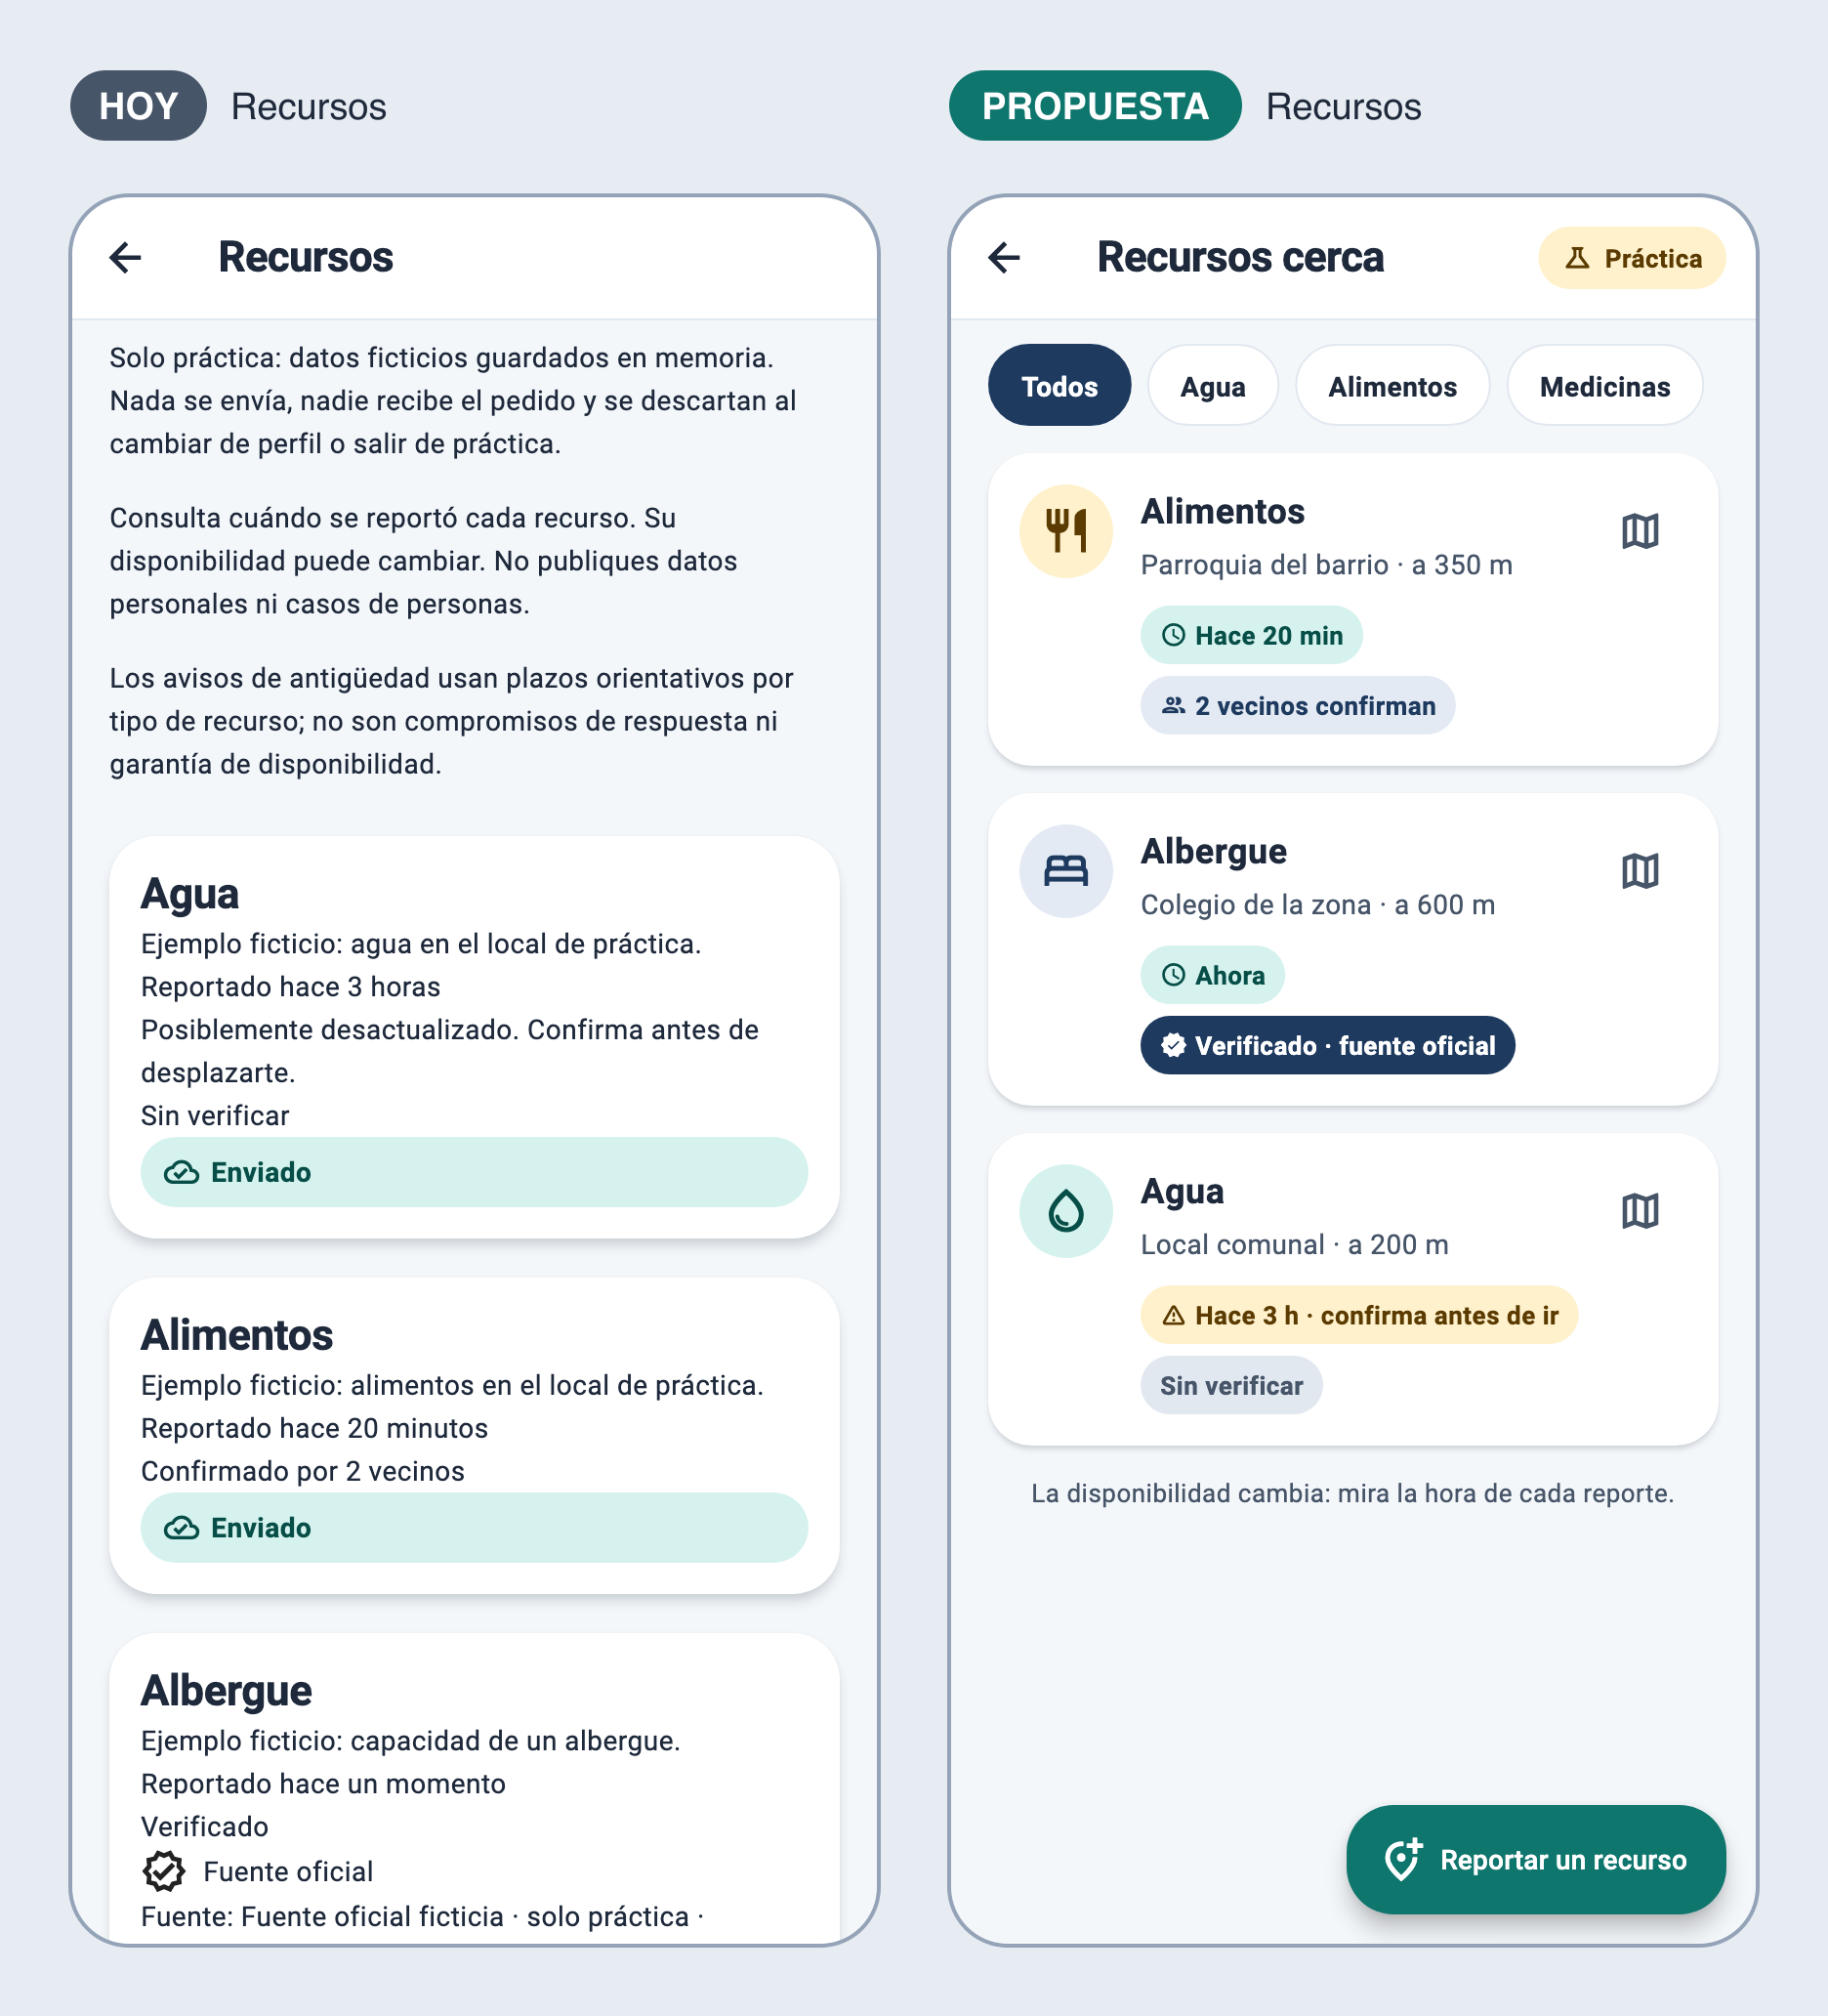 HOY Recursos
Recursos
Solo práctica: datos ficticios guardados en memoria.
Nada se envía, nadie recibe el pedido y se descartan al
cambiar de perfil o salir de práctica.
Consulta cuándo se reportó cada recurso. Su
disponibilidad puede cambiar. No publiques datos
personales ni casos de personas.
Los avisos de antigüedad usan plazos orientativos por
tipo de recurso; no son compromisos de respuesta ni
garantía de disponibilidad.
Agua
Ejemplo ficticio: agua en el local de práctica.
Reportado hace 3 horas
Posiblemente desactualizado. Confirma antes de
desplazarte.
Sin verificar
Enviado
Alimentos
Ejemplo ficticio: alimentos en el local de práctica.
Reportado hace 20 minutos
Confirmado por 2 vecinos
Enviado
Albergue
Ejemplo ficticio: capacidad de un albergue.
Reportado hace un momento
Verificado
Fuente oficial
Fuente: Fuente oficial ficticia · solo práctica ·
PROPUESTA Recursos
Recursos cerca Práctica
Todos Agua Alimentos Medicinas
Alimentos
Parroquia del barrio · a 350 m
Hace 20 min
2 vecinos confirman
Albergue
Colegio de la zona · a 600 m
Ahora
Verificado · fuente oficial
Agua
Local comunal · a 200 m
Hace 3 h · confirma antes de ir
Sin verificar
La disponibilidad cambia: mira la hora de cada reporte.
Reportar un recurso